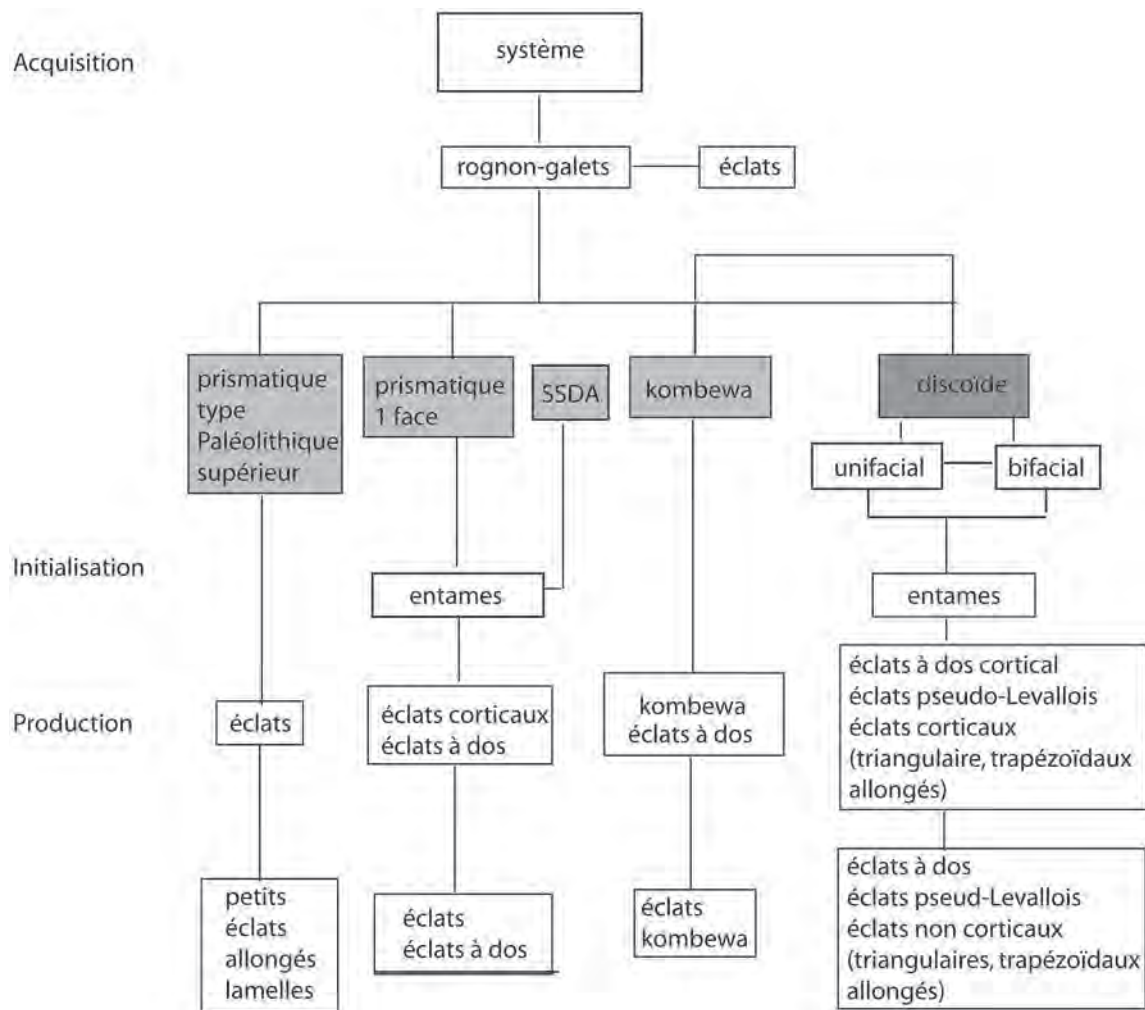 Acquisition
système
rognon-galets
éclats
prismatique
type
Paléolithique
supérieur
prismatique
1 face
SSDA
kombewa
discoïde
unifacial
bifacial
Initialisation
entames
entames
Production
éclats
éclats corticaux
éclats à dos
kombewa
éclats à dos
éclats à dos cortical
éclats pseudo-Levallois
éclats corticaux
(triangulaire, trapézoïdaux
allongés)
petits
éclats
allongés
lamelles
éclats
éclats à dos
éclats
kombewa
éclats à dos
éclats pseud-Levallois
éclats non corticaux
(triangulaires, trapézoïdaux
allongés)